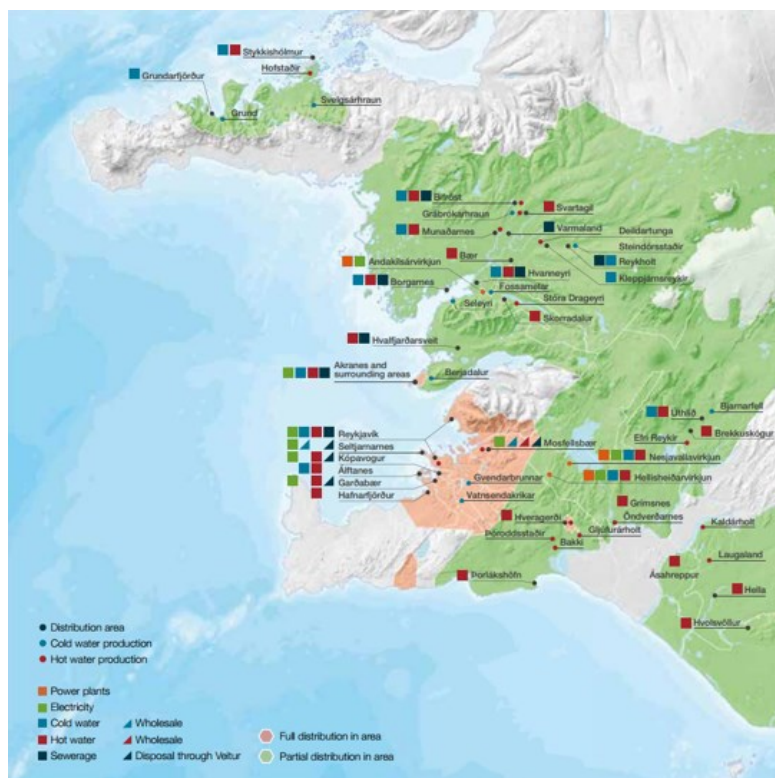 Stykkishólmur
Hofstaðir
Grundarfjörður
Grund
Svelgsárhraun
Bifröst
Svartagil
Grábrókarhraun
Munaðarnes
Varmaland
Deildartunga
Steindórsstaðir
Bær
Reykholt
Andakílsárvirkjun
Hvanneyri
Kleppjárnsreykir
Borgarnes
Fossamelar
Seleyri
Stóra Drageyri
Skorradalur
Hvalfjarðarsveit
Akranes and
surrounding areas
Berjadalur
Úthlíð
Bjarnarfell
Brekkuskógur
Efri Reykir
Reykjavík
Seltjarnarnes
Mosfellsbær
Kópavogur
Nesjavallavirkjun
Álftanes
Gvendarbrunnar
Hellisheiðarvirkjun
Garðabær
Hafnarfjörður
Vatnsendakrikar
Grímsnes
Hveragerði
Öndverðarnes
Kaldárholt
Gljúfurárholt
Þóroddsstaðir
Bakki
Laugaland
Ásahreppur
Þorlákshöfn
Hella
Hvolsvöllur
Distribution area
Cold water production
Hot water production
Power plants
Electricity
Cold water Wholesale
Hot water Wholesale Full distribution in area
Sewerage Disposal through Veitur Partial distribution in area